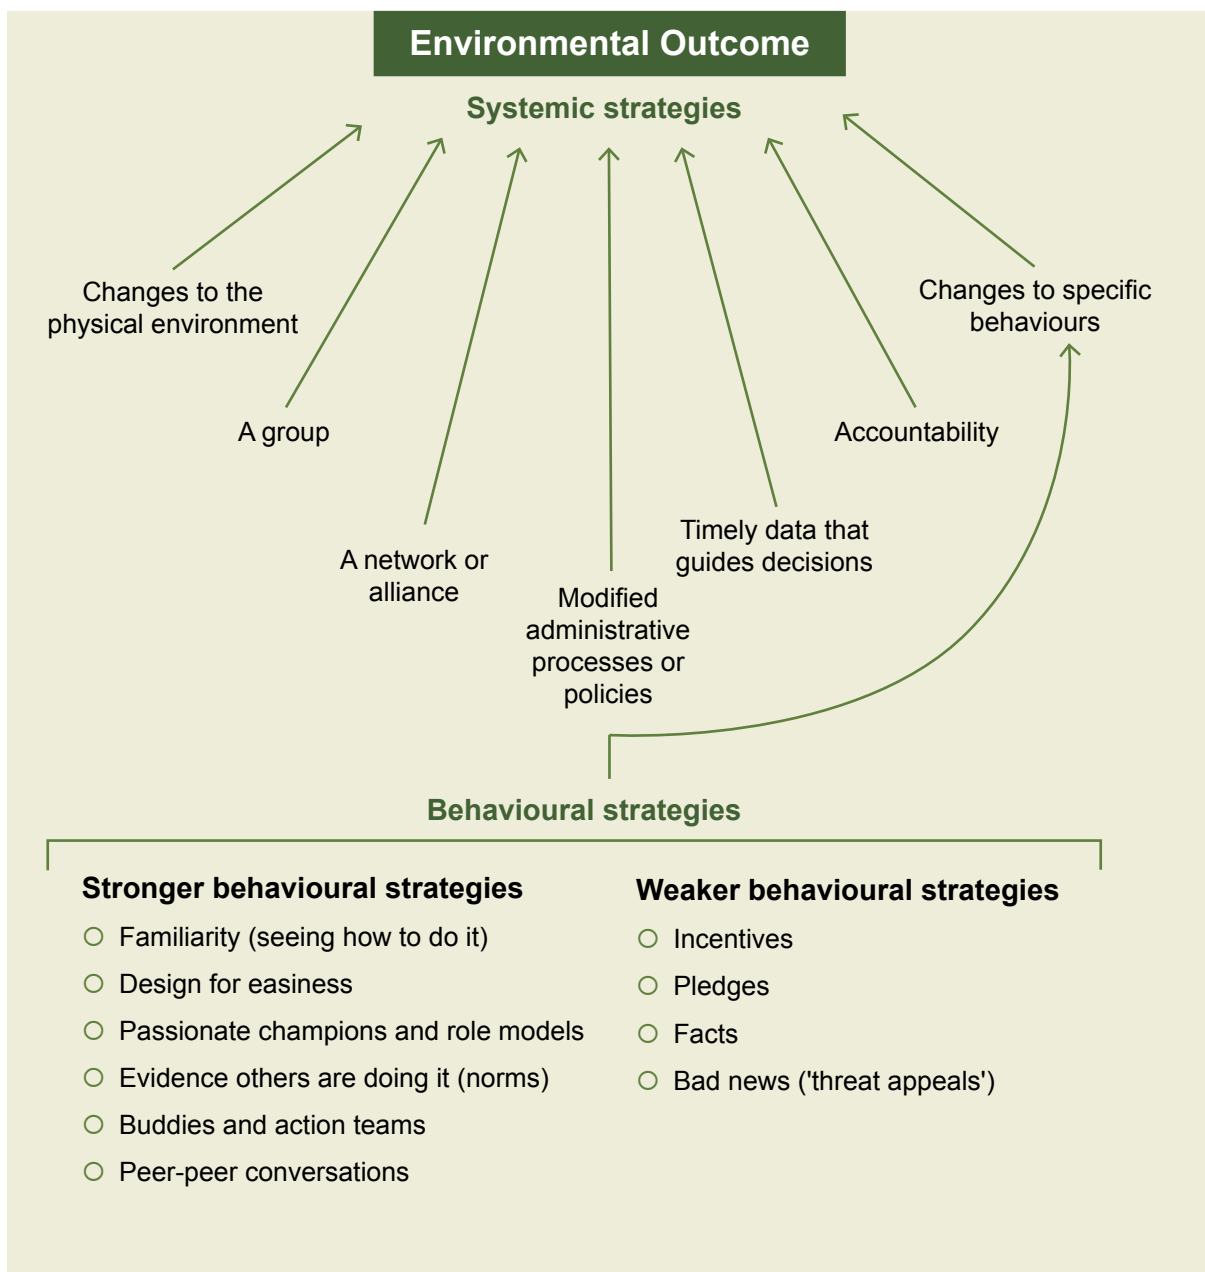 Environmental Outcome
Systemic strategies
Changes to the
physical environment
A group
A network or
alliance
Modified
administrative
processes or
policies
Timely data that
guides decisions
Accountability
Changes to specific
behaviours
Behavioural strategies
Stronger behavioural strategies
Familiarity (seeing how to do it)
Design for easiness
Passionate champions and role models
Evidence others are doing it (norms)
Buddies and action teams
Peer-peer conversations
Weaker behavioural strategies
Incentives
Pledges
Facts
Bad news ('threat appeals')